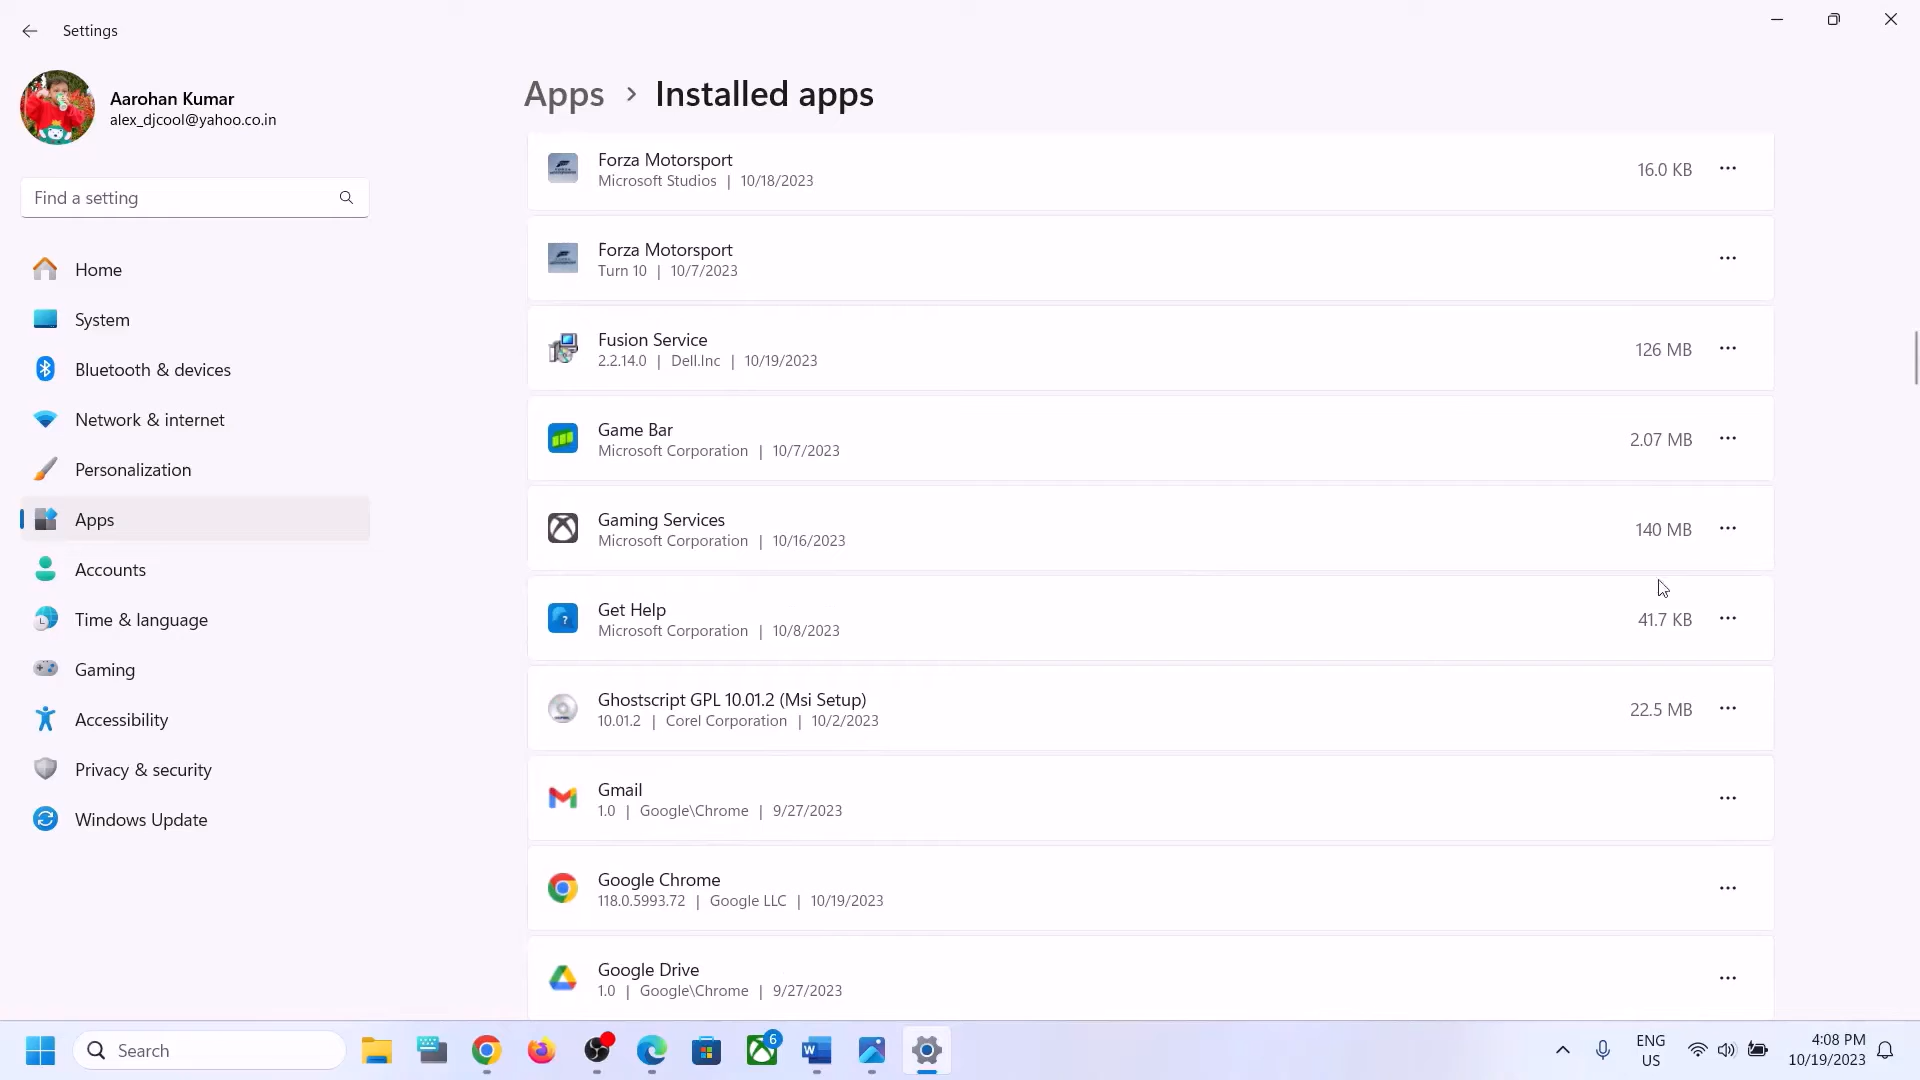 Settings
Aarohan Kumar
alex_djcool@yahoo.co.in
Find a setting
Home
System
Bluetooth & devices
Network & internet
Personalization
Apps
Accounts
Time & language
Gaming
Accessibility
Privacy & security
Windows Update
Apps > Installed apps
Forza Motorsport
Microsoft Studios | 10/18/2023
16.0 KB
Forza Motorsport
Turn 10 | 10/7/2023
Fusion Service
2.2.14.0 | Dell.Inc | 10/19/2023
126 MB
Game Bar
Microsoft Corporation | 10/7/2023
2.07 MB
Gaming Services
Microsoft Corporation | 10/16/2023
140 MB
Get Help
Microsoft Corporation | 10/8/2023
41.7 KB
Ghostscript GPL 10.01.2 (Msi Setup)
10.01.2 | Corel Corporation | 10/2/2023
22.5 MB
Gmail
1.0 | Google\Chrome | 9/27/2023
Google Chrome
118.0.5993.72 | Google LLC | 10/19/2023
Google Drive
1.0 | Google\Chrome | 9/27/2023
Search
6
ENG
US
4:08 PM
10/19/2023